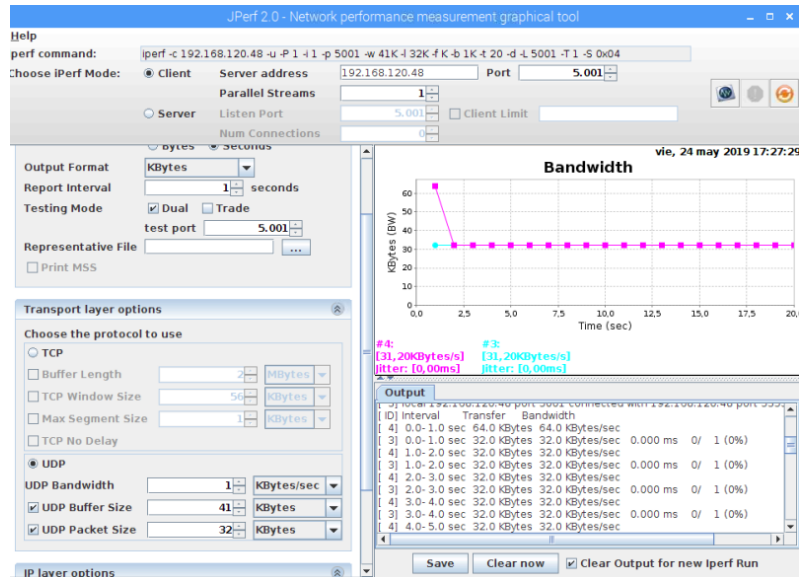 JPerf 2.0 - Network performance measurement graphical tool
Help
perf command: iperf -c 192.168.120.48 -u -P 1 -i 1 -p 5001 -w 41K -l 32K -f K -b 1K -t 20 -d -L 5001 -T 1 -S 0x04
Choose iPerf Mode: Client Server address 192.168.120.48 Port 5.001
Parallel Streams 1
Server Listen Port 5.001 Client Limit
Num Connections 0
Bytes Seconds
Output Format KBytes
Report Interval 1 seconds
Testing Mode Dual Trade
test port 5.001
Representative File ...
Print MSS
Transport layer options
Choose the protocol to use
TCP
Buffer Length 2 MBytes
TCP Window Size 56 KBytes
Max Segment Size 1 KBytes
TCP No Delay
UDP
UDP Bandwidth 1 KBytes/sec
UDP Buffer Size 41 KBytes
UDP Packet Size 32 KBytes
IP layer options
vie, 24 may 2019 17:27:29
Bandwidth
KBytes (BW)
60
50
40
30
20
10
0
0,0 2,5 5,0 7,5 10,0 12,5 15,0 17,5 20,
Time (sec)
#4: #3:
[31,20KBytes/s] [31,20KBytes/s]
Jitter: [0,00ms] Jitter: [0,00ms]
Output
[ 3] local 192.168.120.48 port 5001 connected with 192.168.120.48 port
[ ID] Interval Transfer Bandwidth
[ 4] 0.0- 1.0 sec 64.0 KBytes 64.0 KBytes/sec
[ 3] 0.0- 1.0 sec 32.0 KBytes 32.0 KBytes/sec 0.000 ms 0/ 1 (0%)
[ 4] 1.0- 2.0 sec 32.0 KBytes 32.0 KBytes/sec
[ 3] 1.0- 2.0 sec 32.0 KBytes 32.0 KBytes/sec 0.000 ms 0/ 1 (0%)
[ 4] 2.0- 3.0 sec 32.0 KBytes 32.0 KBytes/sec
[ 3] 2.0- 3.0 sec 32.0 KBytes 32.0 KBytes/sec 0.000 ms 0/ 1 (0%)
[ 4] 3.0- 4.0 sec 32.0 KBytes 32.0 KBytes/sec
[ 3] 3.0- 4.0 sec 32.0 KBytes 32.0 KBytes/sec 0.000 ms 0/ 1 (0%)
[ 4] 4.0- 5.0 sec 32.0 KBytes 32.0 KBytes/sec
Save Clear now Clear Output for new Iperf Run